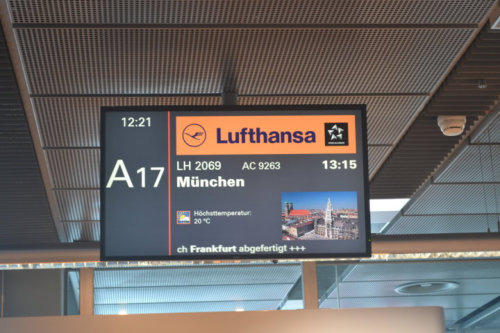 12:21
Lufthansa
A17
LH 2069 AC 9263 13:15
München
Höchsttemperatur:
20 °C
ch Frankfurt abgefertigt +++